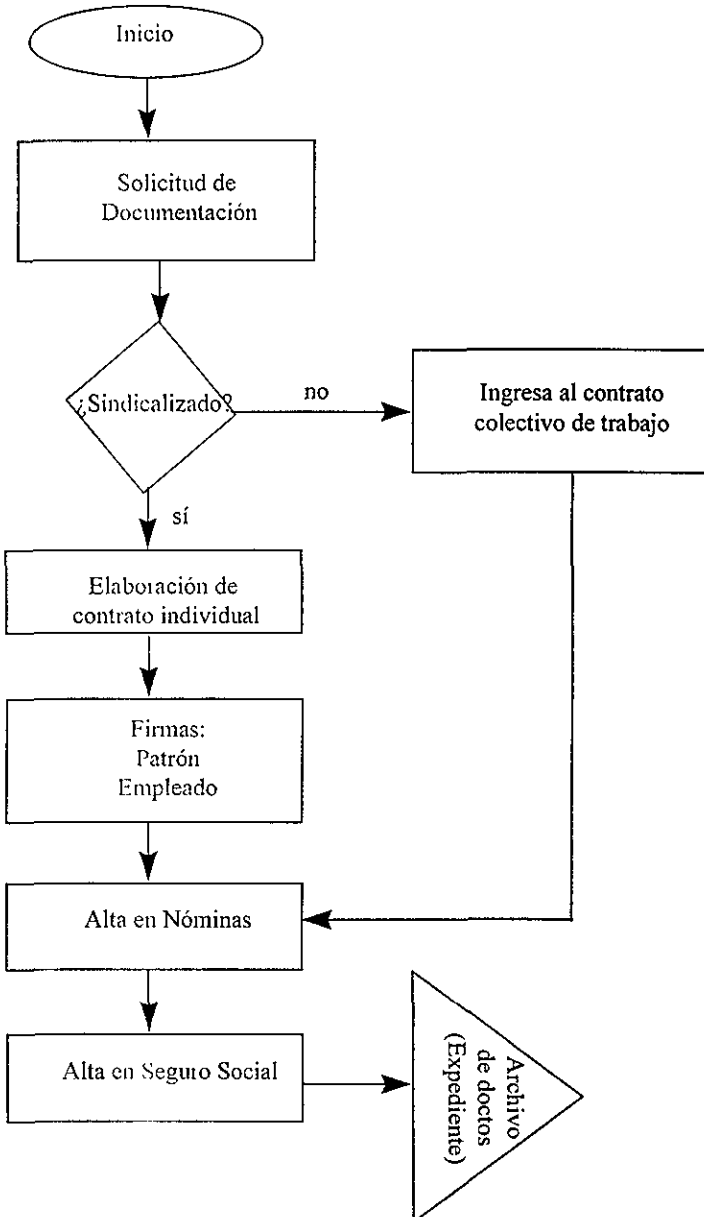 Inicio
Solicitud de
Documentación
¿Sindicalizado?
no
Ingresa al contrato
colectivo de trabajo
sí
Elaboración de
contrato individual
Firmas:
Patrón
Empleado
Alta en Nóminas
Alta en Seguro Social
Archivo
de doctos
(Expediente)